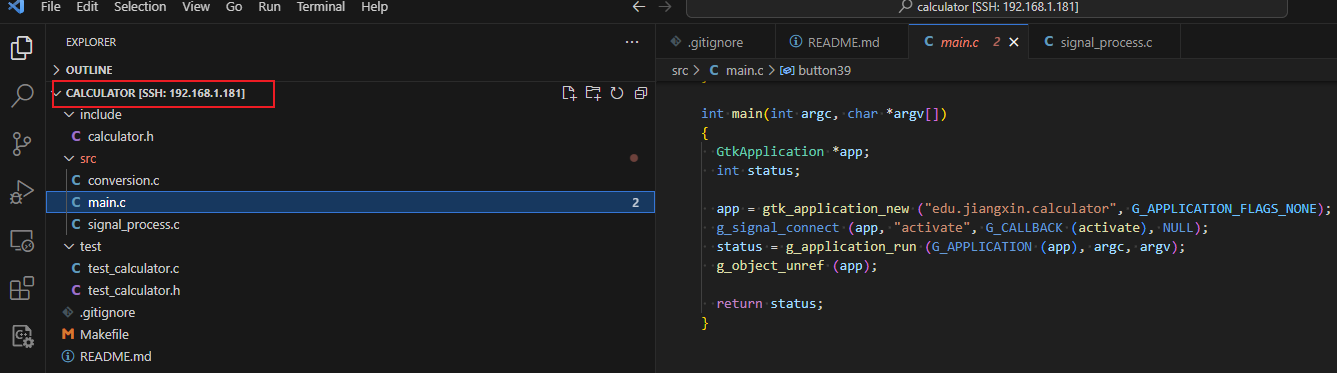 File Edit Selection View Go Run Terminal Help
calculator [SSH: 192.168.1.181]
EXPLORER
OUTLINE
CALCULATOR [SSH: 192.168.1.181]
include
C calculator.h
src
C conversion.c
C main.c 2
C signal_process.c
test
C test_calculator.c
C test_calculator.h
.gitignore
M Makefile
README.md
.gitignore README.md C main.c 2 C signal_process.c
src > C main.c > button39
int main(int argc, char *argv[])
{
GtkApplication *app;
int status;
app = gtk_application_new ("edu.jiangxin.calculator", G_APPLICATION_FLAGS_NONE);
g_signal_connect (app, "activate", G_CALLBACK (activate), NULL);
status = g_application_run (G_APPLICATION (app), argc, argv);
g_object_unref (app);
return status;
}